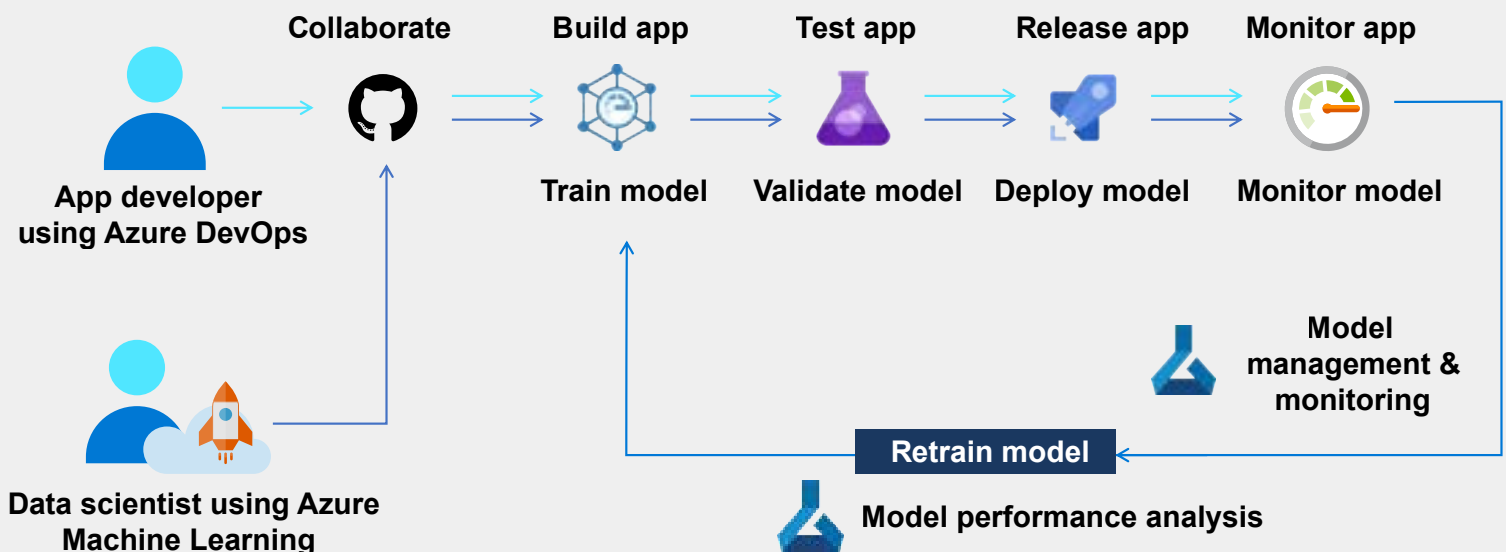 Collaborate
Build app
Test app
Release app
Monitor app
App developer
using Azure DevOps
Train model
Validate model
Deploy model
Monitor model
Model
management &
monitoring
Retrain model
Data scientist using Azure
Machine Learning
Model performance analysis